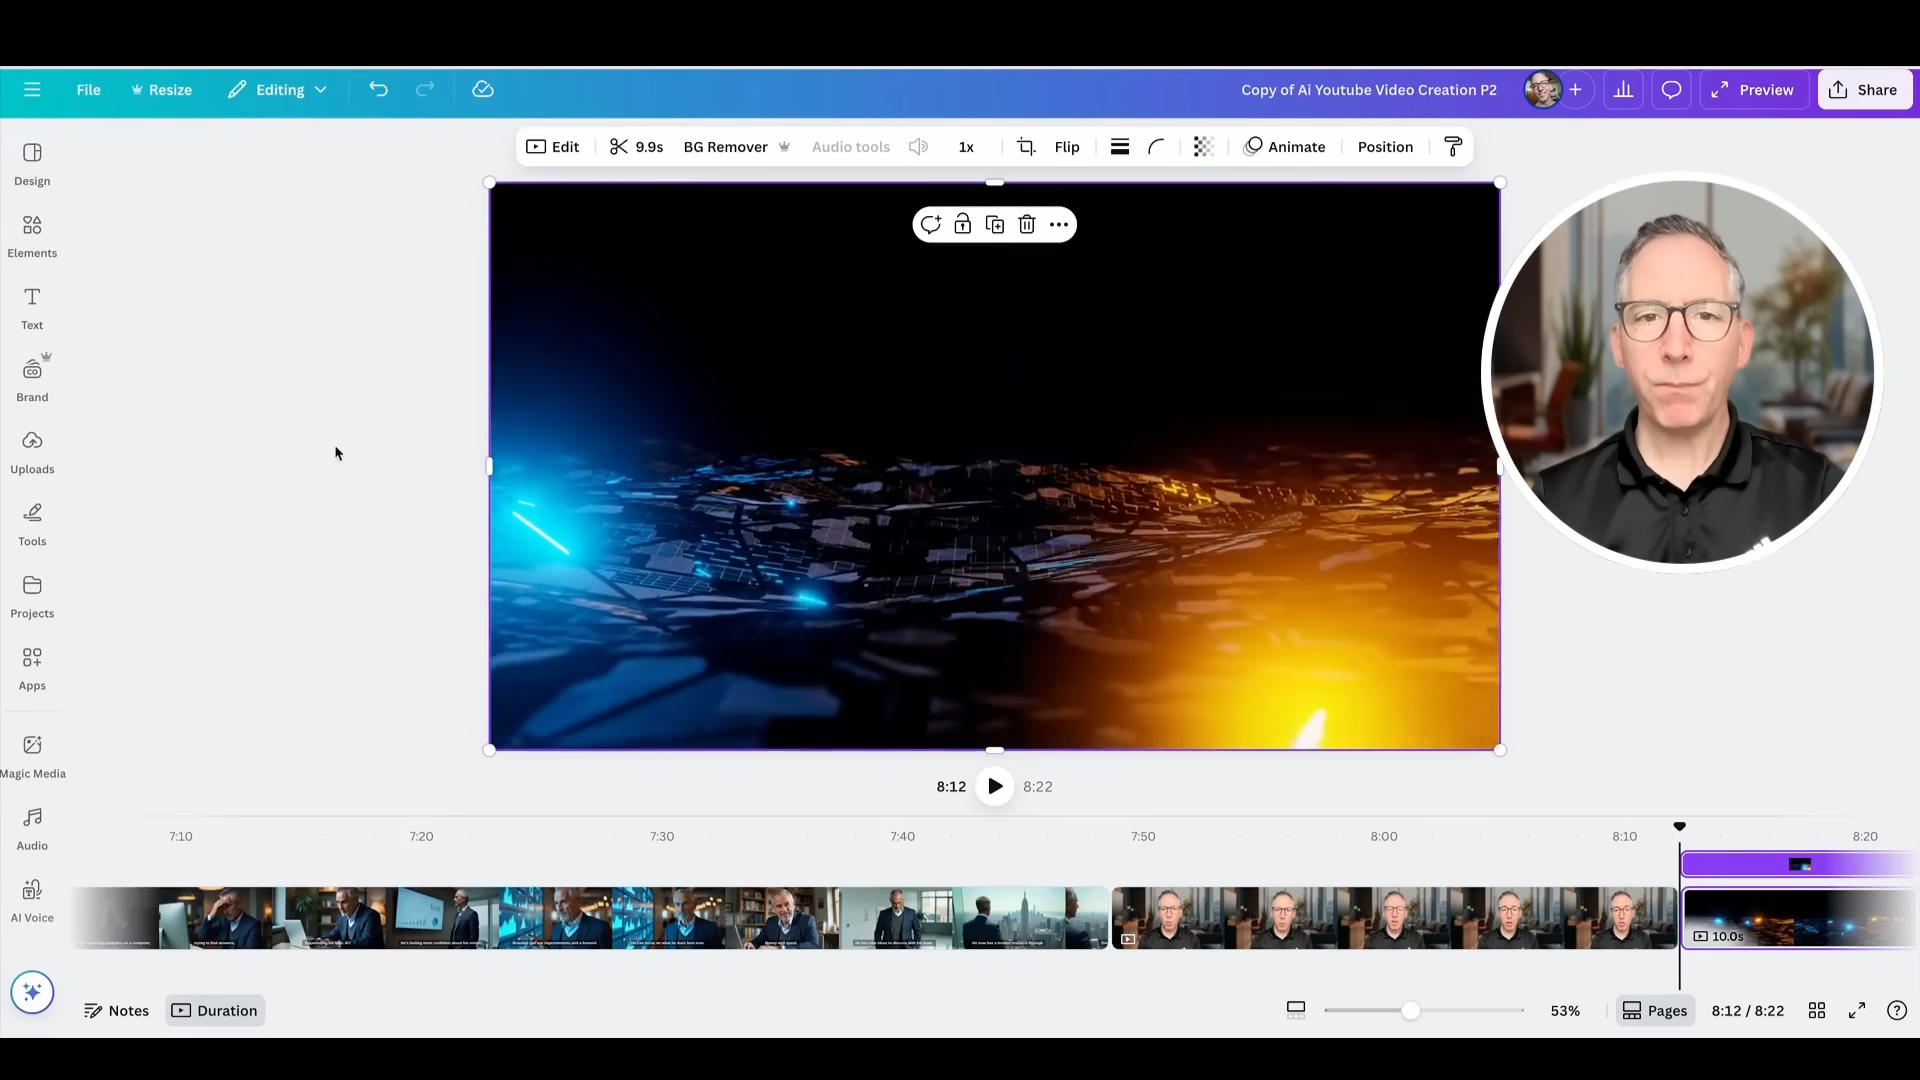 File
Resize
Editing
Copy of Ai Youtube Video Creation P2
Preview
Share
Edit
9.9s
BG Remover
Audio tools
1x
Flip
Animate
Position
Design
Elements
Text
Brand
Uploads
Tools
Projects
Apps
Magic Media
Audio
AI Voice
8:12
8:22
7:10
7:20
7:30
7:40
7:50
8:00
8:10
8:20
10.0s
Notes
Duration
53%
Pages
8:12 / 8:22